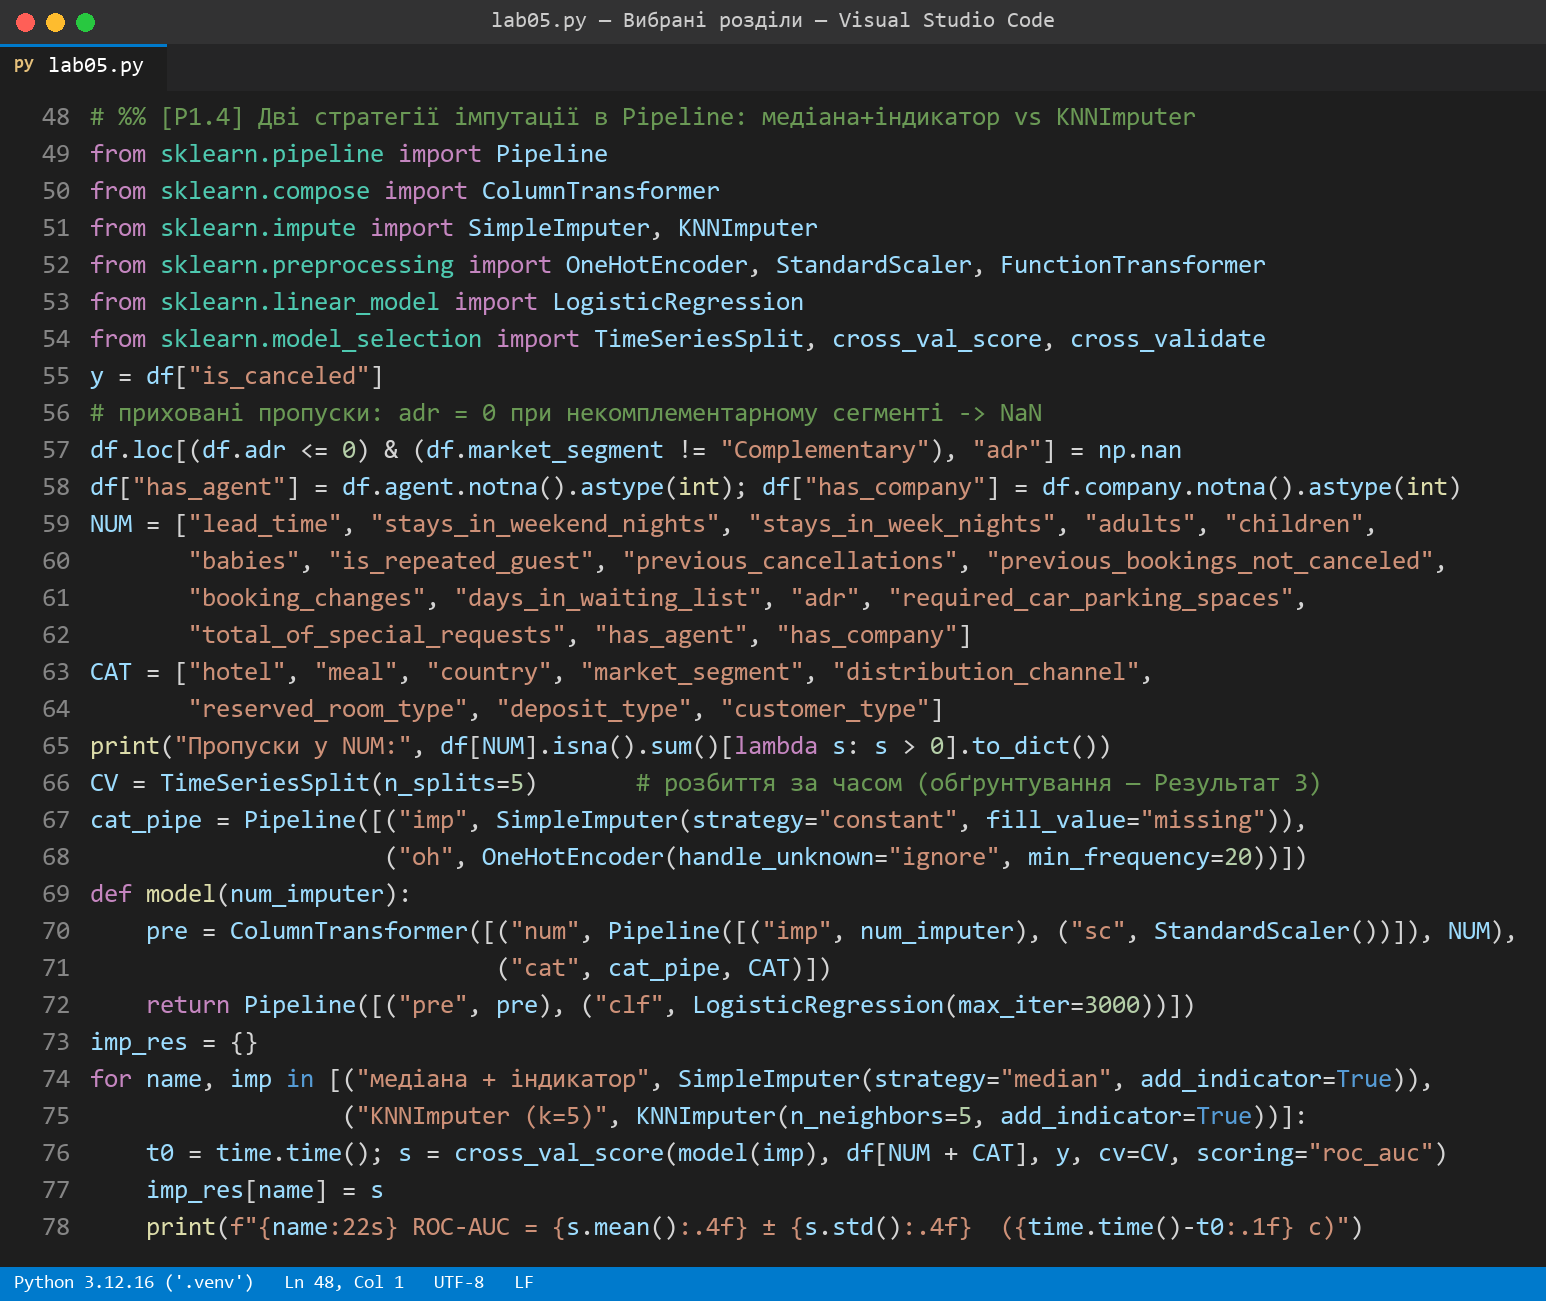 lab05.py — Вибрані розділи — Visual Studio Code
py lab05.py
48 # %% [P1.4] Дві стратегії імпутації в Pipeline: медіана+індикатор vs KNNImputer
49 from sklearn.pipeline import Pipeline
50 from sklearn.compose import ColumnTransformer
51 from sklearn.impute import SimpleImputer, KNNImputer
52 from sklearn.preprocessing import OneHotEncoder, StandardScaler, FunctionTransformer
53 from sklearn.linear_model import LogisticRegression
54 from sklearn.model_selection import TimeSeriesSplit, cross_val_score, cross_validate
55 y = df["is_canceled"]
56 # приховані пропуски: adr = 0 при некомплементарному сегменті -> NaN
57 df.loc[(df.adr <= 0) & (df.market_segment != "Complementary"), "adr"] = np.nan
58 df["has_agent"] = df.agent.notna().astype(int); df["has_company"] = df.company.notna().astype(int)
59 NUM = ["lead_time", "stays_in_weekend_nights", "stays_in_week_nights", "adults", "children",
60        "babies", "is_repeated_guest", "previous_cancellations", "previous_bookings_not_canceled",
61        "booking_changes", "days_in_waiting_list", "adr", "required_car_parking_spaces",
62        "total_of_special_requests", "has_agent", "has_company"]
63 CAT = ["hotel", "meal", "country", "market_segment", "distribution_channel",
64        "reserved_room_type", "deposit_type", "customer_type"]
65 print("Пропуски у NUM:", df[NUM].isna().sum()[lambda s: s > 0].to_dict())
66 CV = TimeSeriesSplit(n_splits=5)       # розбиття за часом (обґрунтування — Результат 3)
67 cat_pipe = Pipeline([("imp", SimpleImputer(strategy="constant", fill_value="missing")),
68                      ("oh", OneHotEncoder(handle_unknown="ignore", min_frequency=20))])
69 def model(num_imputer):
70     pre = ColumnTransformer([("num", Pipeline([("imp", num_imputer), ("sc", StandardScaler())]), NUM),
71                              ("cat", cat_pipe, CAT)])
72     return Pipeline([("pre", pre), ("clf", LogisticRegression(max_iter=3000))])
73 imp_res = {}
74 for name, imp in [("медіана + індикатор", SimpleImputer(strategy="median", add_indicator=True)),
75                   ("KNNImputer (k=5)", KNNImputer(n_neighbors=5, add_indicator=True))]:
76     t0 = time.time(); s = cross_val_score(model(imp), df[NUM + CAT], y, cv=CV, scoring="roc_auc")
77     imp_res[name] = s
78     print(f"{name:22s} ROC-AUC = {s.mean():.4f} ± {s.std():.4f}  ({time.time()-t0:.1f} с)")
Python 3.12.16 ('.venv') Ln 48, Col 1 UTF-8 LF